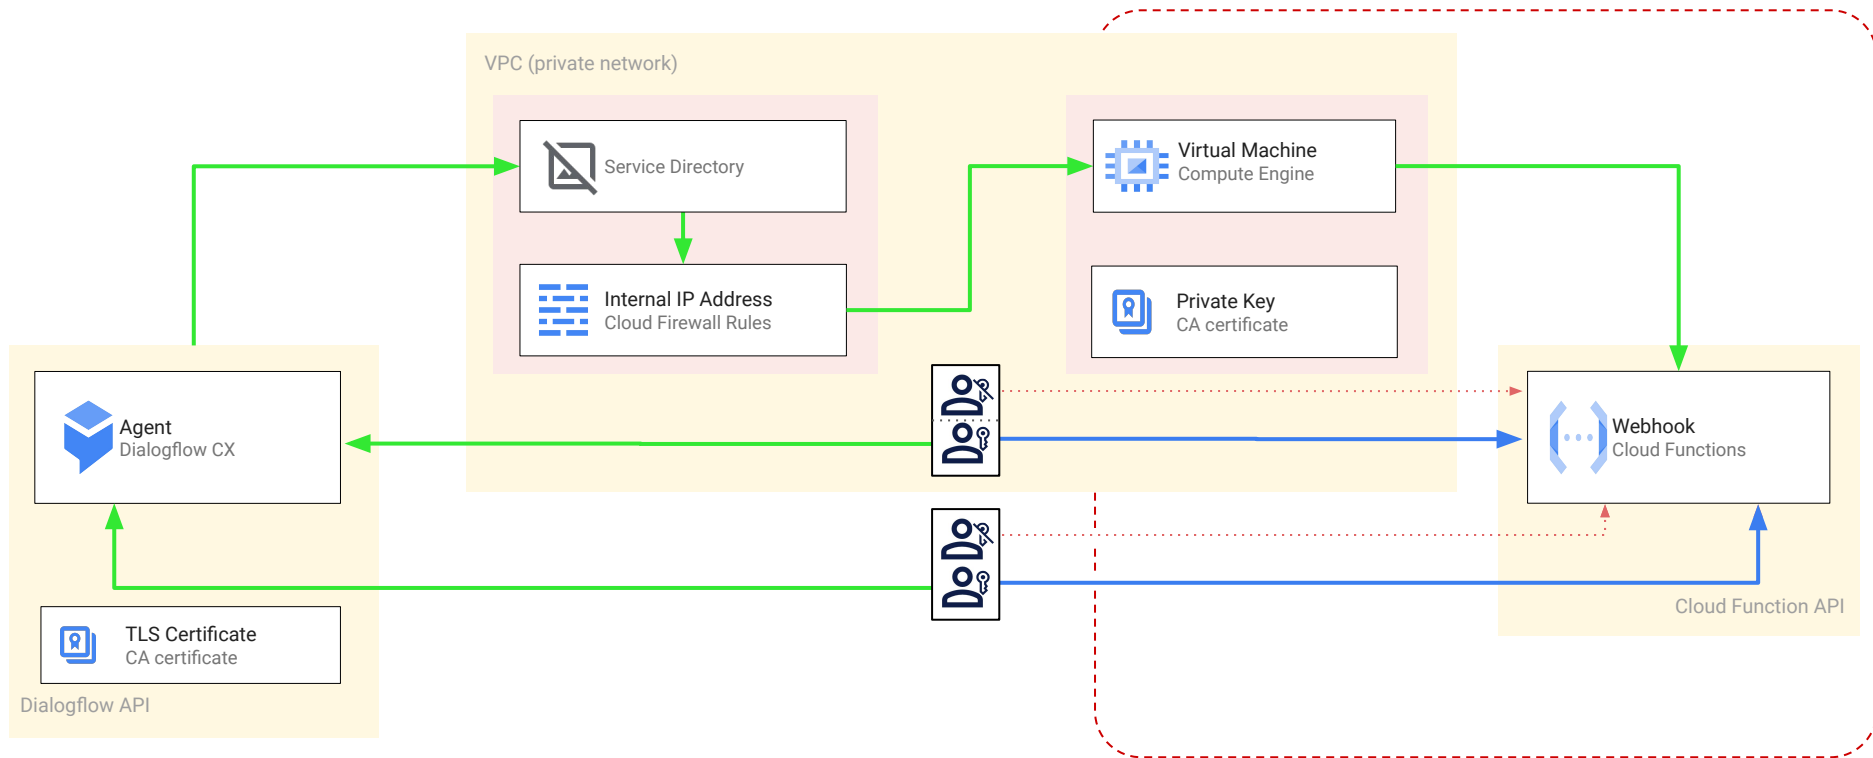 VPC (private network)
Service Directory
Internal IP Address
Cloud Firewall Rules
Virtual Machine
Compute Engine
Private Key
CA certificate
Agent
Dialogflow CX
TLS Certificate
CA certificate
Dialogflow API
Webhook
Cloud Functions
Cloud Function API